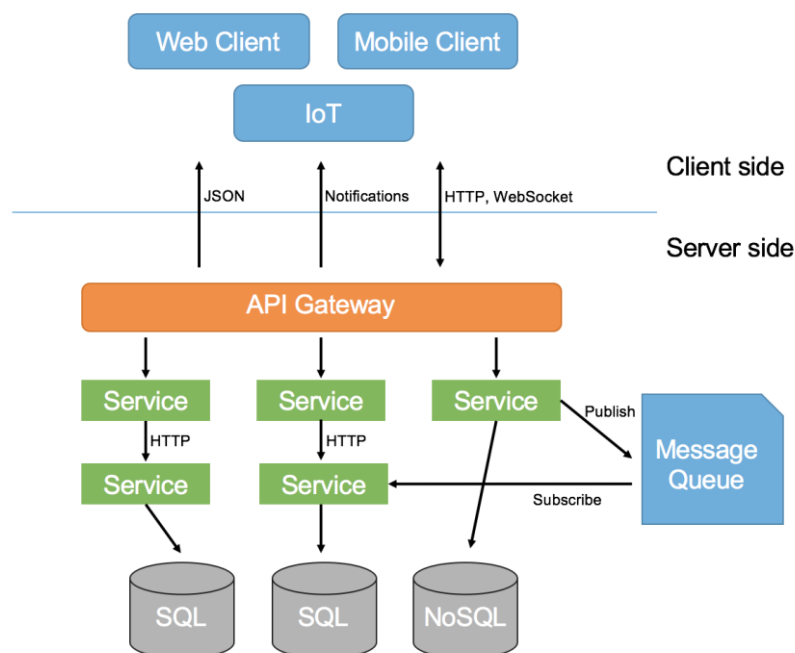 Web Client
Mobile Client
IoT
Client side
JSON
Notifications
HTTP, WebSocket
Server side
API Gateway
Service
Service
Service
Publish
HTTP
HTTP
Message
Queue
Service
Service
Subscribe
SQL
SQL
NoSQL